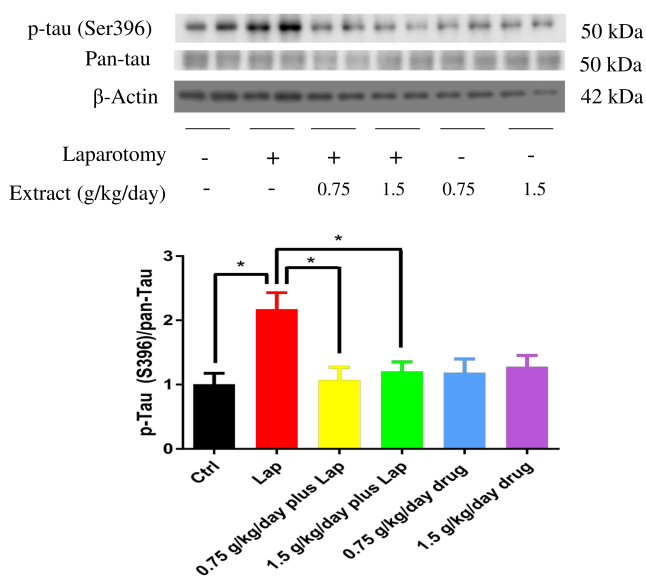 p-tau (Ser396) 50 kDa
Pan-tau 50 kDa
β-Actin 42 kDa
Laparotomy - + + + - -
Extract (g/kg/day) - - 0.75 1.5 0.75 1.5
* * *
p-Tau (S396)/pan-Tau
3
2
1
0
Ctrl
Lap
0.75 g/kg/day plus Lap
1.5 g/kg/day plus Lap
0.75 g/kg/day drug
1.5 g/kg/day drug